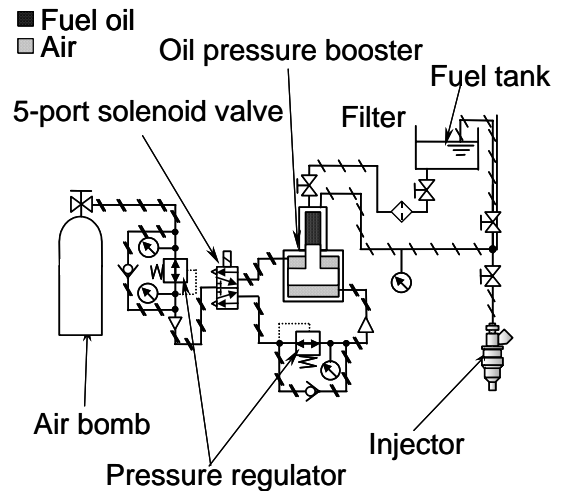 Fuel oil
Air
Oil pressure booster
Fuel tank
5-port solenoid valve
Filter
Air bomb
Injector
Pressure regulator